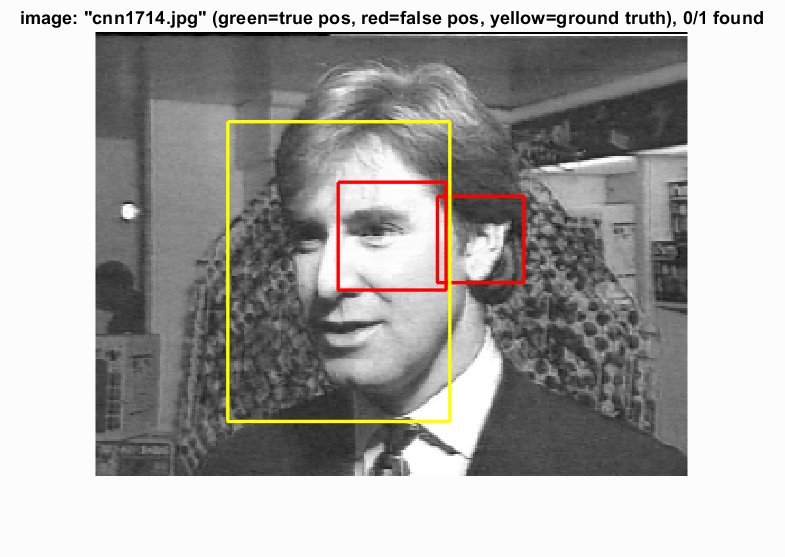 image: "cnn1714.jpg" (green=true pos, red=false pos, yellow=ground truth), 0/1 found